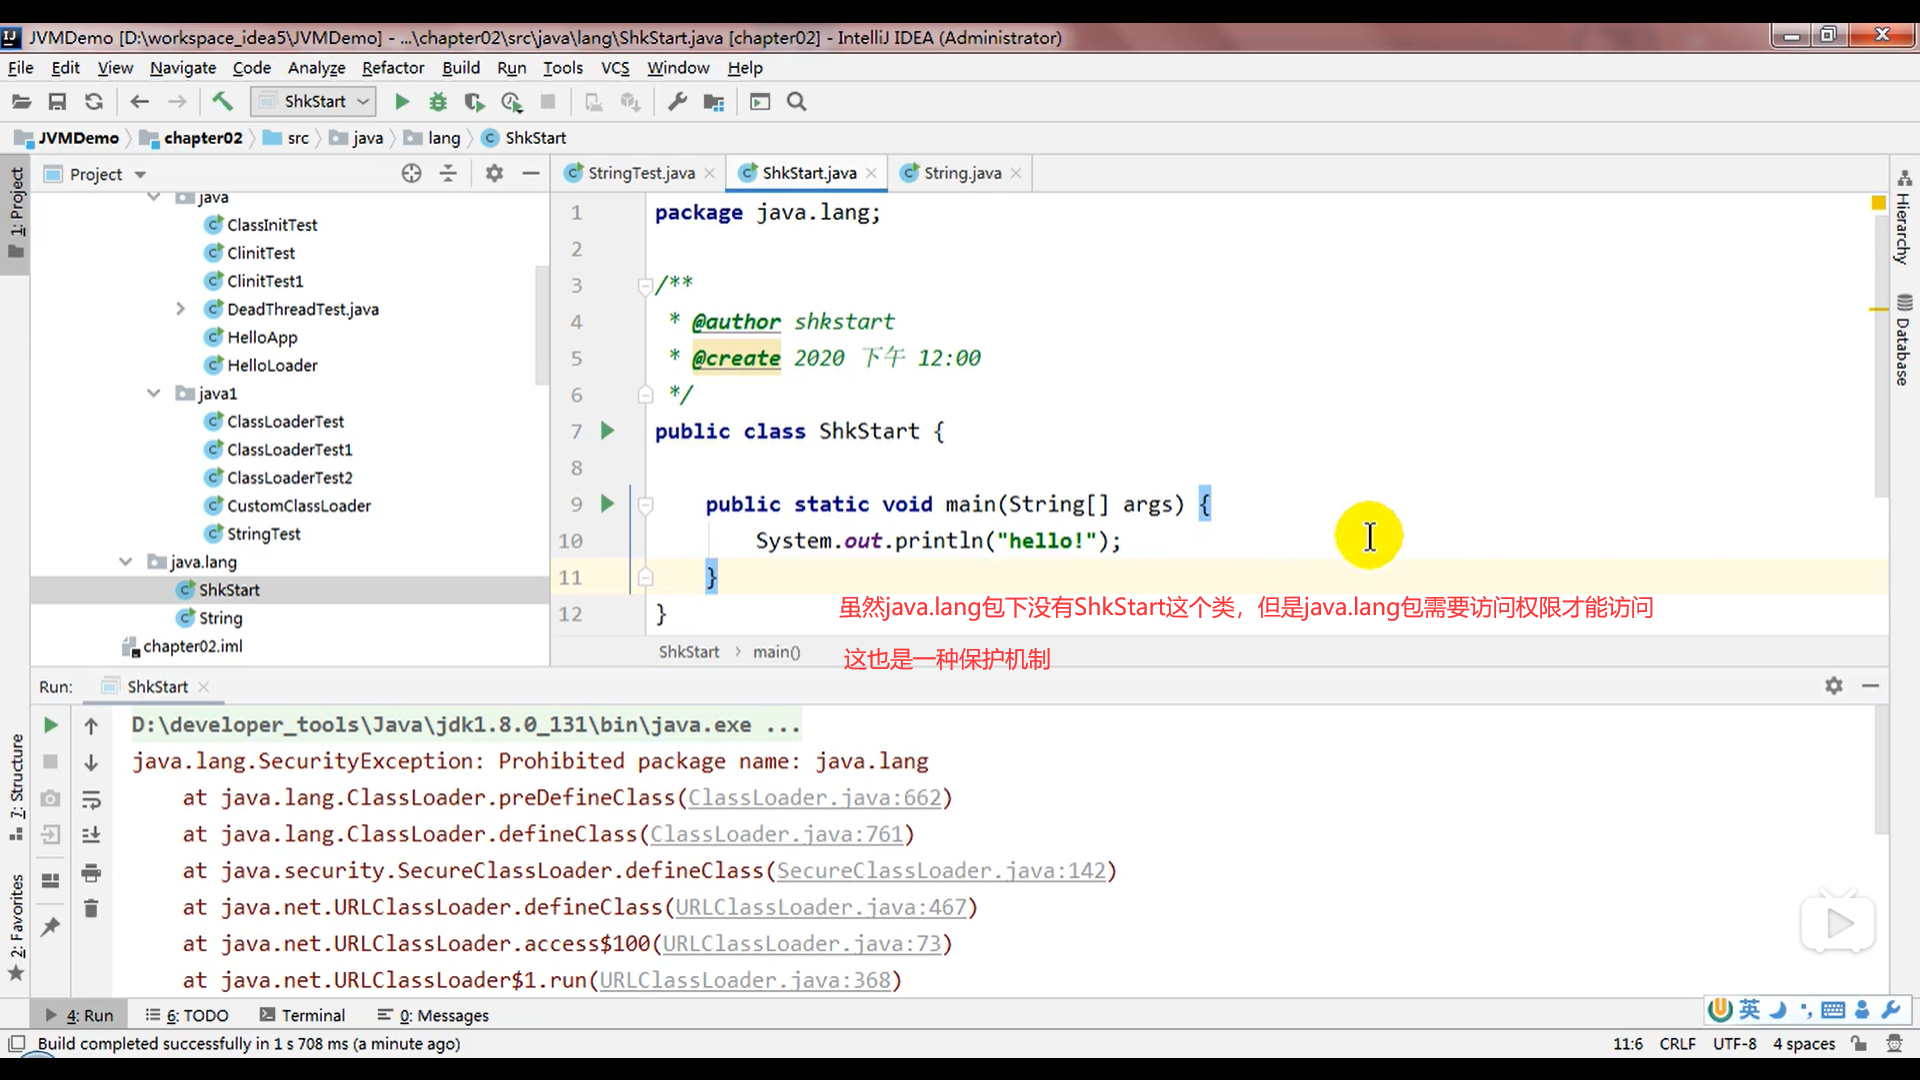 JVMDemo [D:\workspace_idea5\JVMDemo] - ...\chapter02\src\java\lang\ShkStart.java [chapter02] - IntelliJ IDEA (Administrator)
File Edit View Navigate Code Analyze Refactor Build Run Tools VCS Window Help
ShkStart
JVMDemo chapter02 src java lang ShkStart
1: Project
Project
java
ClassInitTest
ClinitTest
ClinitTest1
DeadThreadTest.java
HelloApp
HelloLoader
java1
ClassLoaderTest
ClassLoaderTest1
ClassLoaderTest2
CustomClassLoader
StringTest
java.lang
ShkStart
String
chapter02.iml
StringTest.java ShkStart.java String.java
1 package java.lang;
2
3 /**
4 * @author shkstart
5 * @create 2020 下午 12:00
6 */
7 public class ShkStart {
8
9 public static void main(String[] args) {
10 System.out.println("hello!");
11 }
12 }
虽然java.lang包下没有ShkStart这个类，但是java.lang包需要访问权限才能访问
这也是一种保护机制
ShkStart main()
Hierarchy
Database
Run: ShkStart
D:\developer_tools\Java\jdk1.8.0_131\bin\java.exe ...
java.lang.SecurityException: Prohibited package name: java.lang
at java.lang.ClassLoader.preDefineClass(ClassLoader.java:662)
at java.lang.ClassLoader.defineClass(ClassLoader.java:761)
at java.security.SecureClassLoader.defineClass(SecureClassLoader.java:142)
at java.net.URLClassLoader.defineClass(URLClassLoader.java:467)
at java.net.URLClassLoader.access$100(URLClassLoader.java:73)
at java.net.URLClassLoader$1.run(URLClassLoader.java:368)
7: Structure
2: Favorites
4: Run 6: TODO Terminal 0: Messages
英
Build completed successfully in 1 s 708 ms (a minute ago)
11:6 CRLF UTF-8 4 spaces